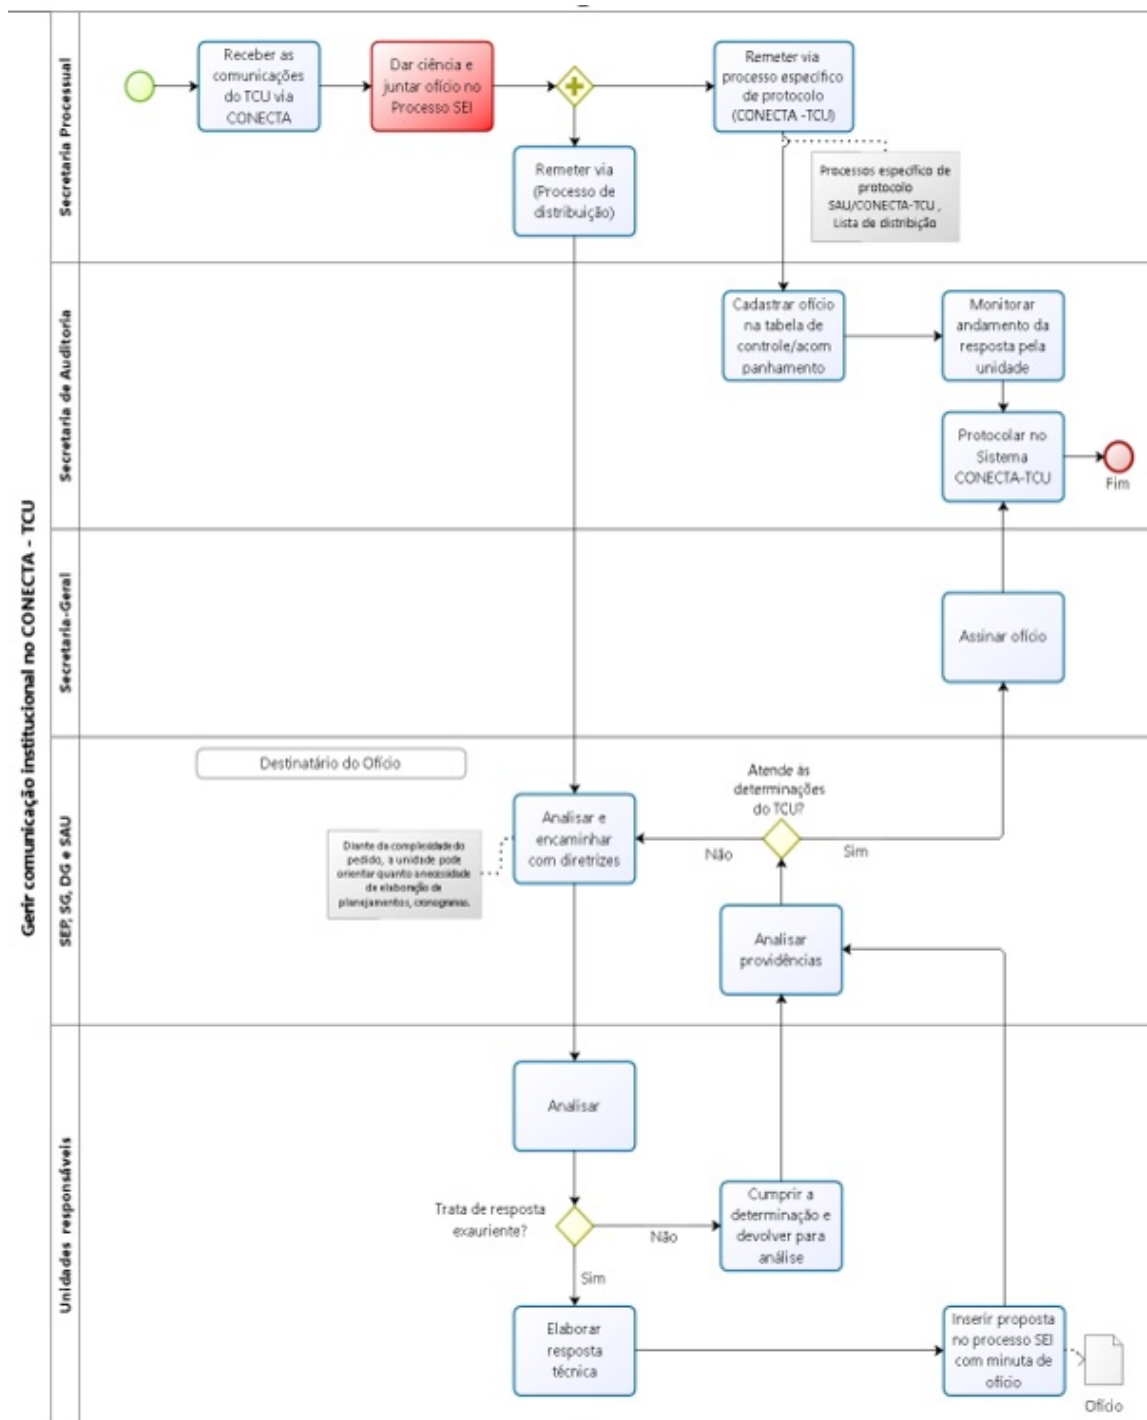 Gerir comunicação institucional no CONECTA - TCU
Secretaria Processual
Receber as
comunicações
do TCU via
CONECTA
Dar ciência e
juntar ofício no
Processo SEI
Remeter via
processo específico
de protocolo
(CONECTA -TCU)
Remeter via
(Processo de
distribuição)
Processos específico de
protocolo
SAU/CONECTA-TCU ,
Lista de distribição
Secretaria de Auditoria
Cadastrar ofício
na tabela de
controle/acom
panhamento
Monitorar
andamento da
resposta pela
unidade
Protocolar no
Sistema
CONECTA-TCU
Fim
Secretaria-Geral
Assinar ofício
SEP, SG, DG e SAU
Destinatário do Ofício
Analisar e
encaminhar
com diretrizes
Diante da complexidade do
pedido, a unidade pode
orientar quanto a necessidade
de elaboração de
planejamentos, cronogramas.
Atende às
determinações
do TCU?
Não
Sim
Analisar
providências
Unidades responsáveis
Analisar
Trata de resposta
exauriente?
Não
Cumprir a
determinação e
devolver para
análise
Sim
Elaborar
resposta
técnica
Inserir proposta
no processo SEI
com minuta de
ofício
Ofício